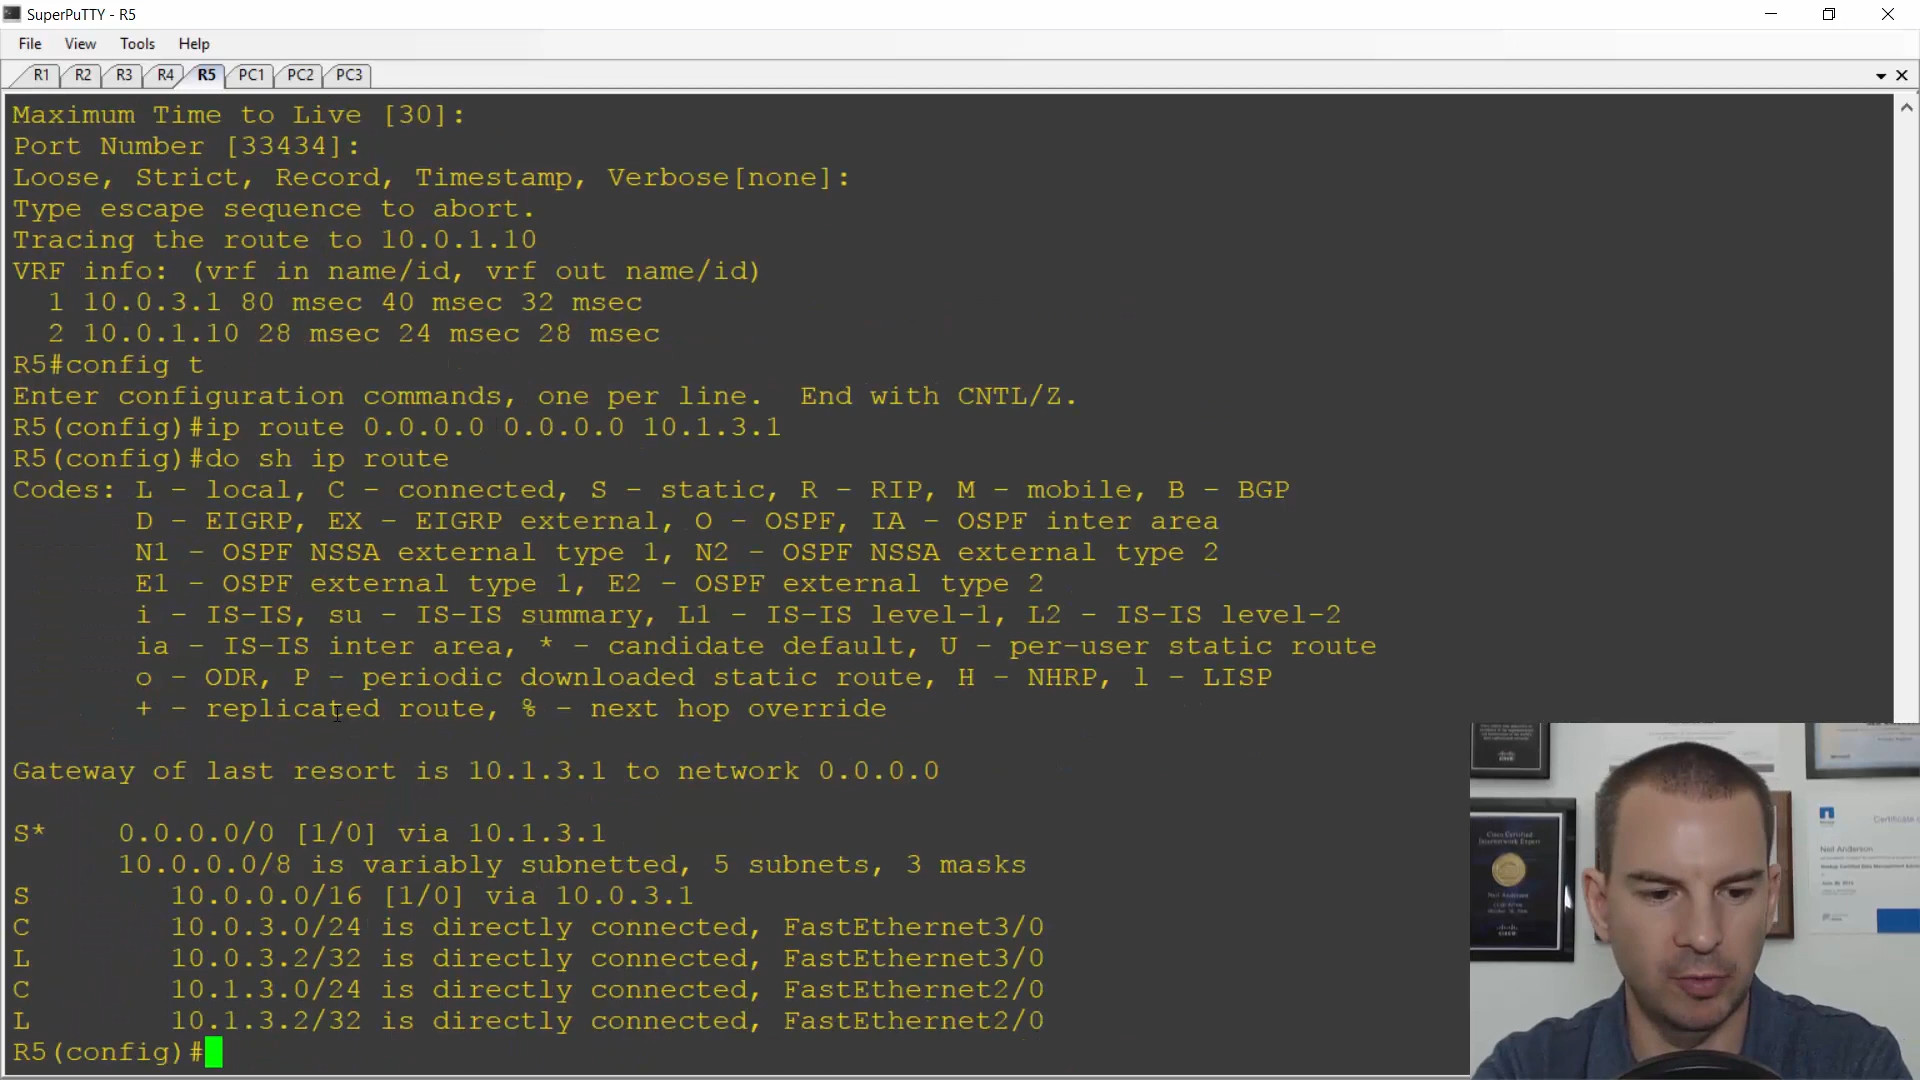 SuperPuTTY - R5
File View Tools Help
R1 R2 R3 R4 R5 PC1 PC2 PC3
Maximum Time to Live [30]:
Port Number [33434]:
Loose, Strict, Record, Timestamp, Verbose[none]:
Type escape sequence to abort.
Tracing the route to 10.0.1.10
VRF info: (vrf in name/id, vrf out name/id)
1 10.0.3.1 80 msec 40 msec 32 msec
2 10.0.1.10 28 msec 24 msec 28 msec
R5#config t
Enter configuration commands, one per line.  End with CNTL/Z.
R5(config)#ip route 0.0.0.0 0.0.0.0 10.1.3.1
R5(config)#do sh ip route
Codes: L - local, C - connected, S - static, R - RIP, M - mobile, B - BGP
D - EIGRP, EX - EIGRP external, O - OSPF, IA - OSPF inter area
N1 - OSPF NSSA external type 1, N2 - OSPF NSSA external type 2
E1 - OSPF external type 1, E2 - OSPF external type 2
i - IS-IS, su - IS-IS summary, L1 - IS-IS level-1, L2 - IS-IS level-2
ia - IS-IS inter area, * - candidate default, U - per-user static route
o - ODR, P - periodic downloaded static route, H - NHRP, l - LISP
+ - replicated route, % - next hop override
Gateway of last resort is 10.1.3.1 to network 0.0.0.0
S* 0.0.0.0/0 [1/0] via 10.1.3.1
10.0.0.0/8 is variably subnetted, 5 subnets, 3 masks
S 10.0.0.0/16 [1/0] via 10.0.3.1
C 10.0.3.0/24 is directly connected, FastEthernet3/0
L 10.0.3.2/32 is directly connected, FastEthernet3/0
C 10.1.3.0/24 is directly connected, FastEthernet2/0
L 10.1.3.2/32 is directly connected, FastEthernet2/0
R5(config)#
Cisco Certified
Internetwork Expert
Neil Anderson